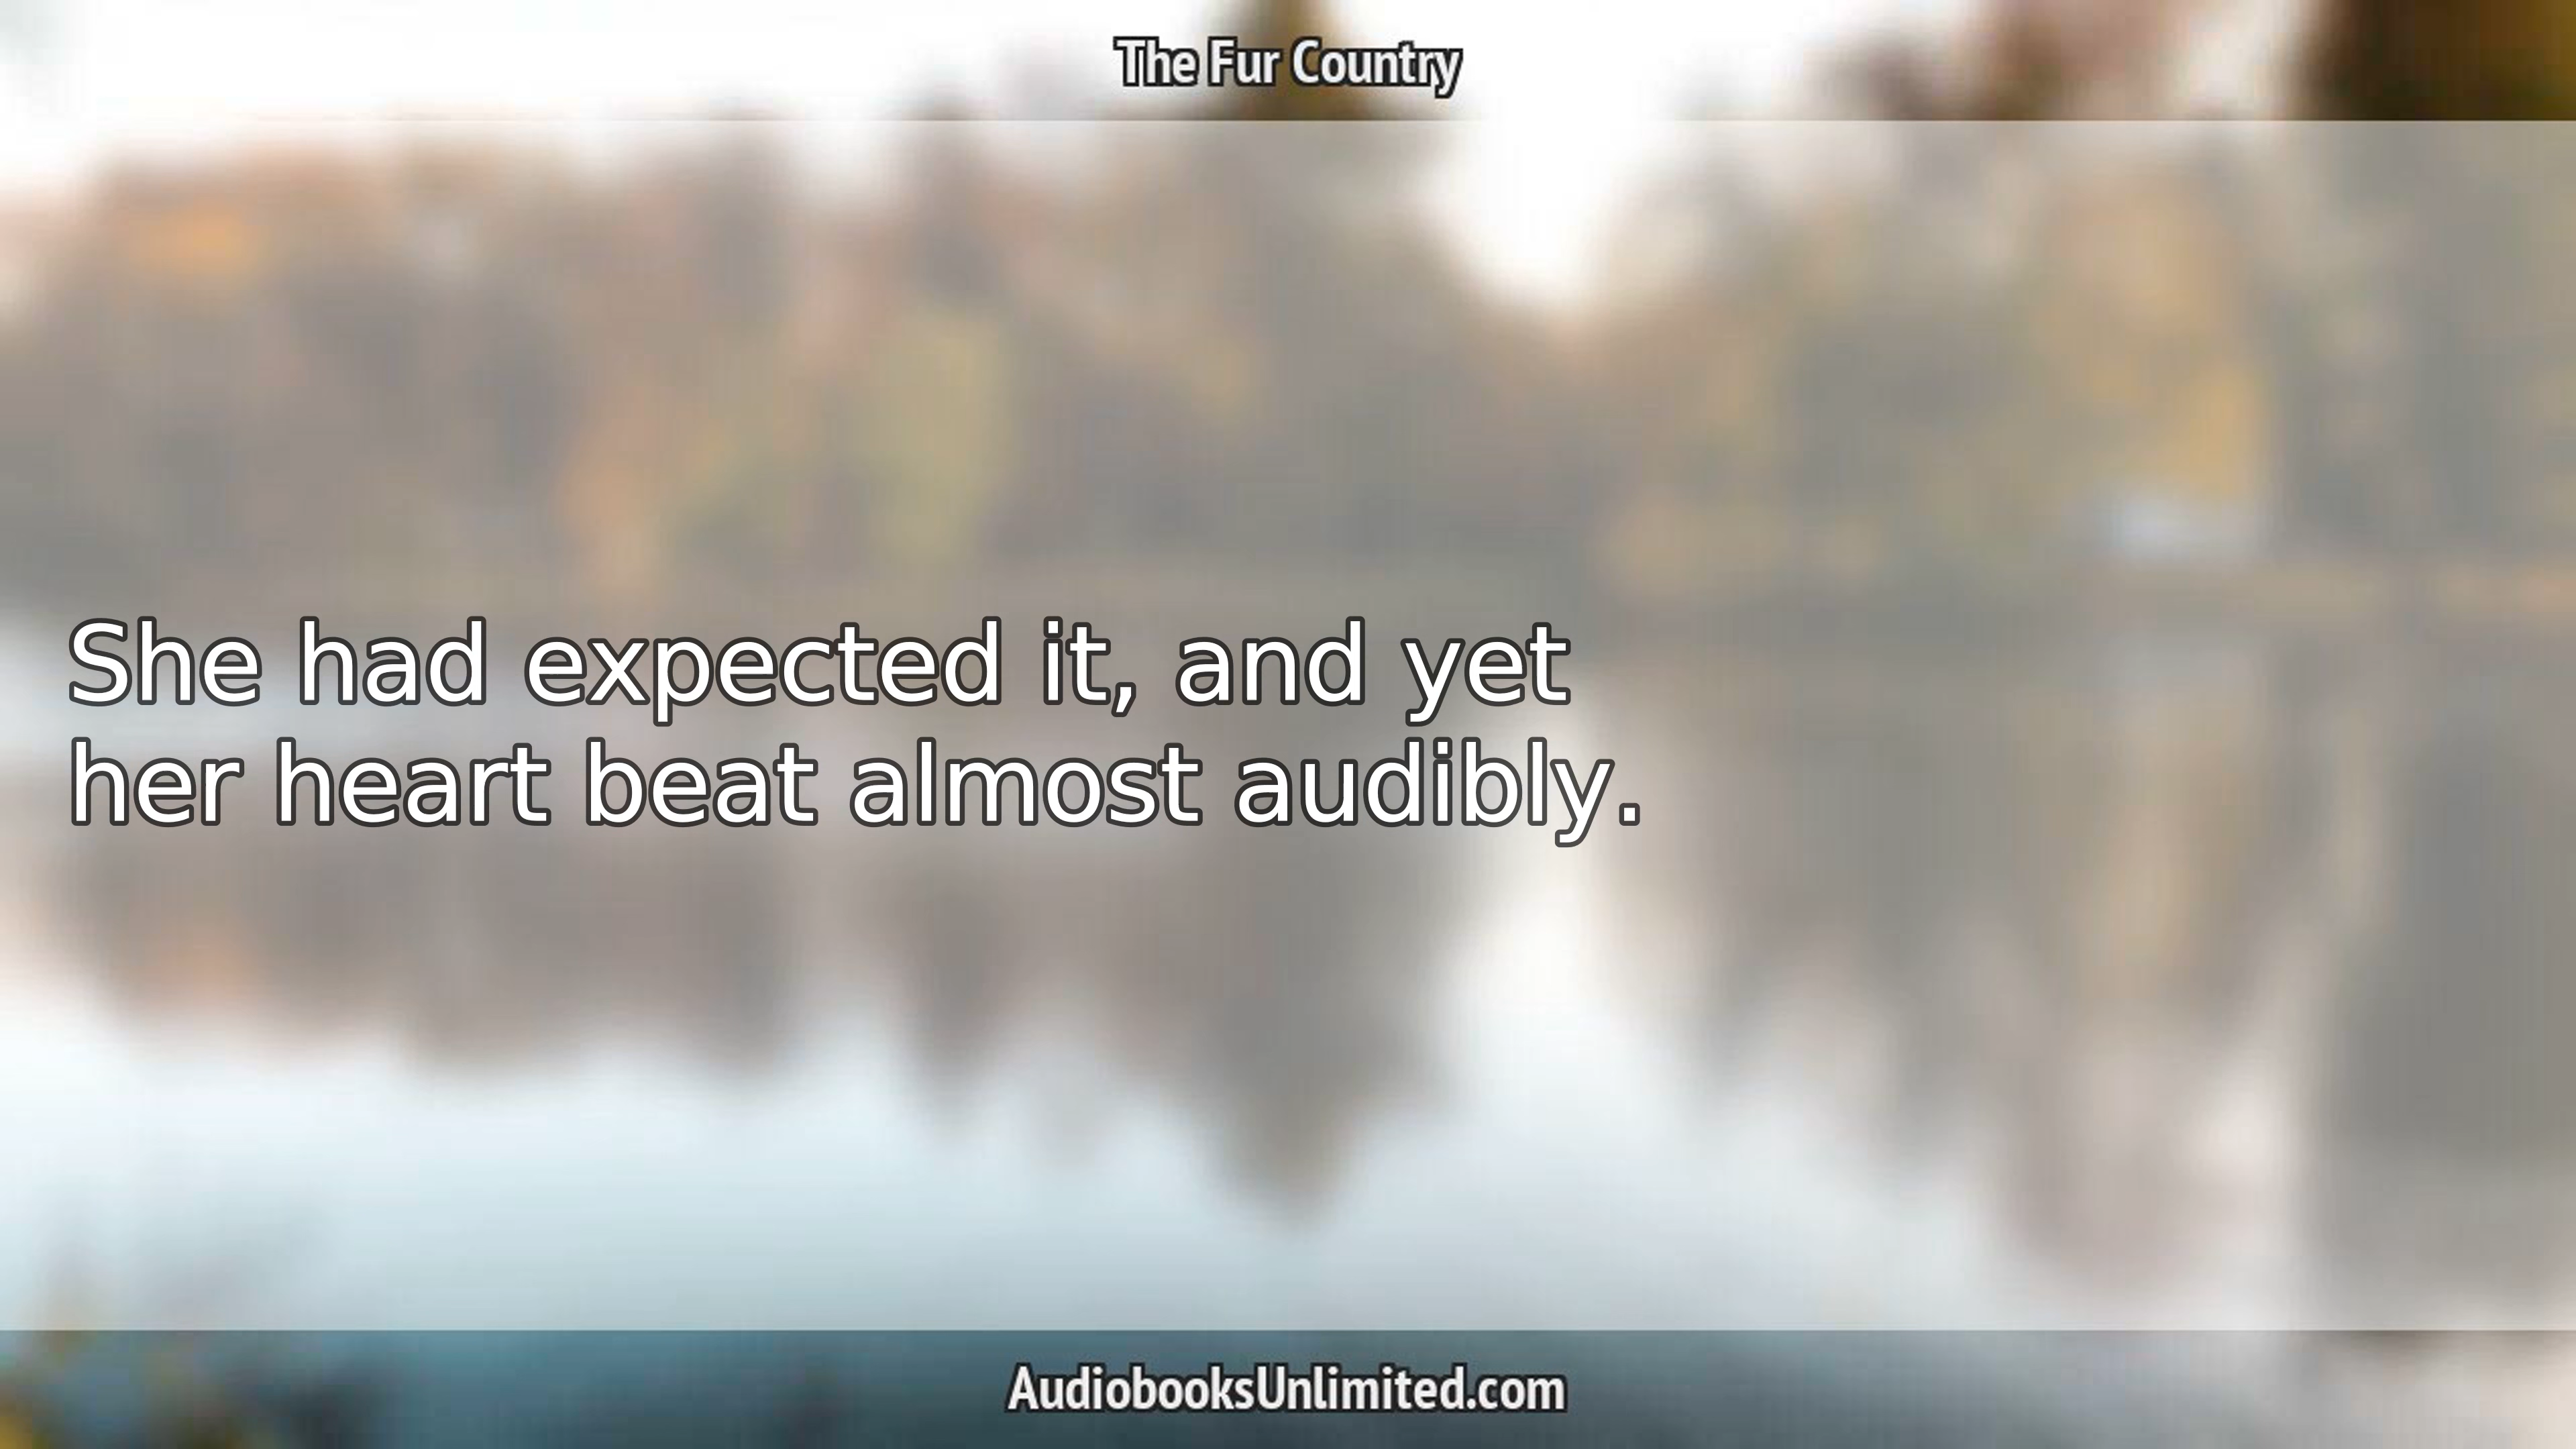 The Fur Country
She had expected it, and yet
her heart beat almost audibly.
AudiobooksUnlimited.com